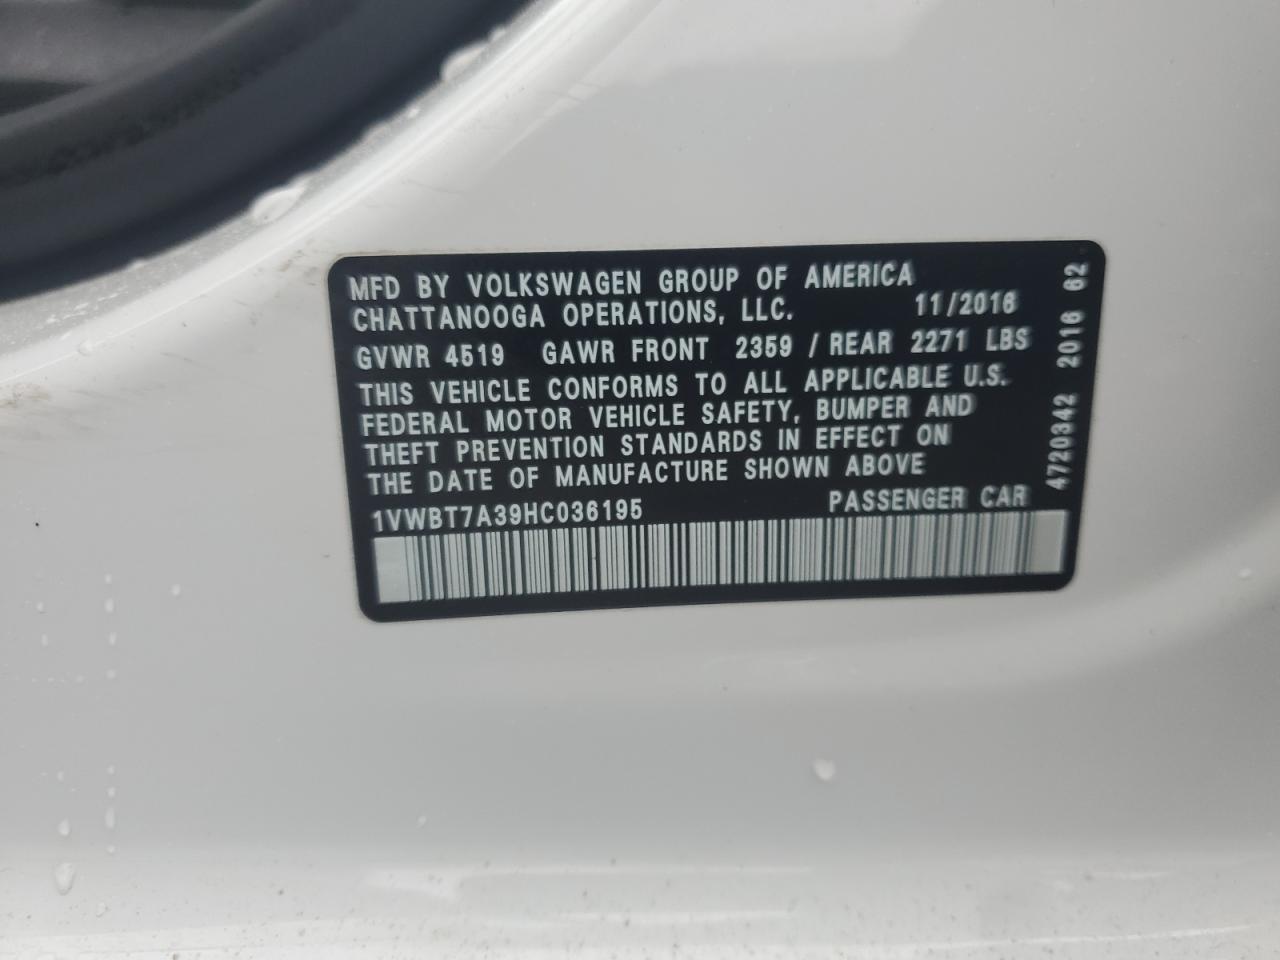 MFD BY VOLKSWAGEN GROUP OF AMERICA
CHATTANOOGA OPERATIONS, LLC. 11/2016
GVWR 4519 GAWR FRONT 2359 / REAR 2271 LBS
THIS VEHICLE CONFORMS TO ALL APPLICABLE U.S.
FEDERAL MOTOR VEHICLE SAFETY, BUMPER AND
THEFT PREVENTION STANDARDS IN EFFECT ON
THE DATE OF MANUFACTURE SHOWN ABOVE
1VWBT7A39HC036195 PASSENGER CAR
4720342 2016 62